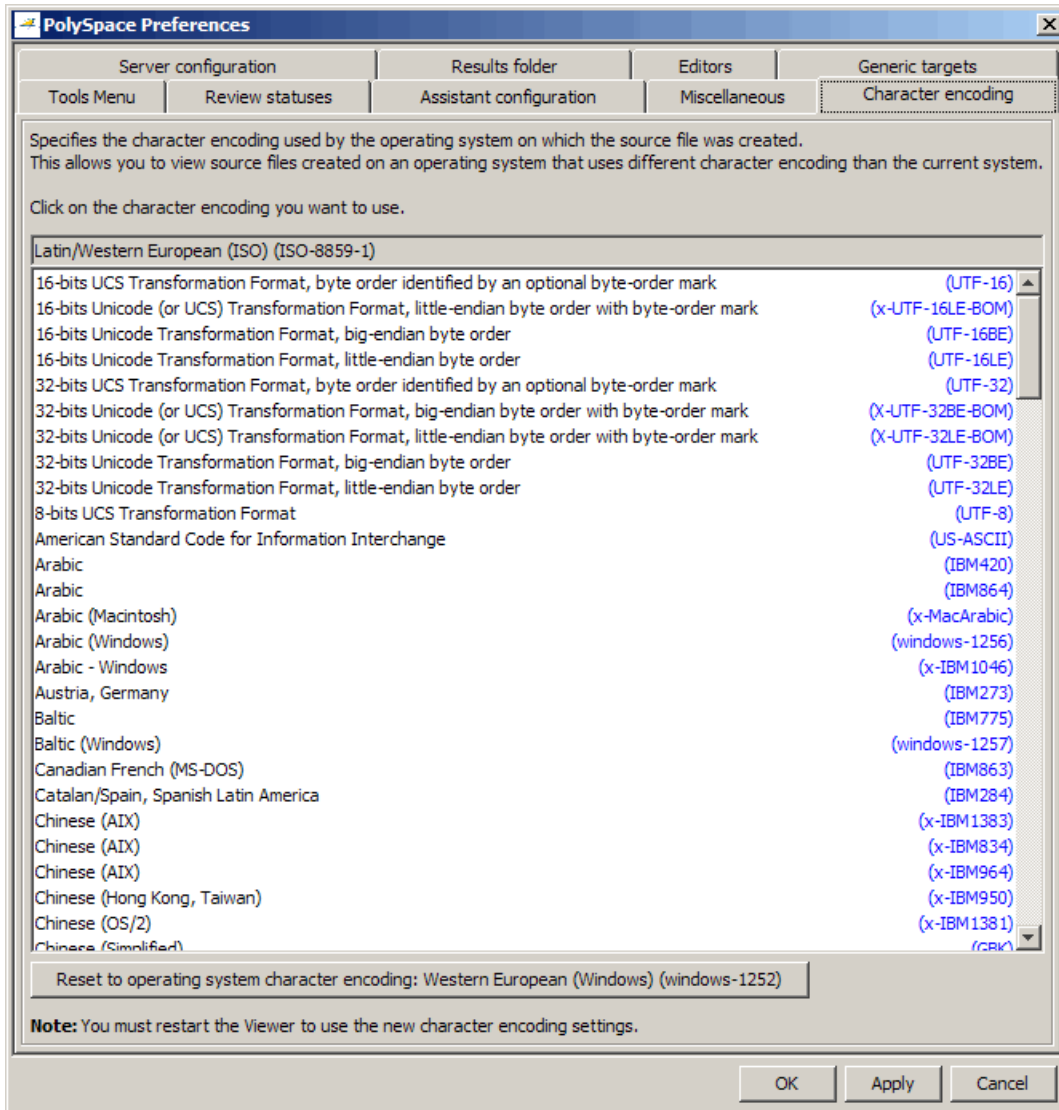 PolySpace Preferences
Server configuration Results folder Editors Generic targets
Tools Menu Review statuses Assistant configuration Miscellaneous Character encoding
Specifies the character encoding used by the operating system on which the source file was created.
This allows you to view source files created on an operating system that uses different character encoding than the current system.
Click on the character encoding you want to use.
Latin/Western European (ISO) (ISO-8859-1)
16-bits UCS Transformation Format, byte order identified by an optional byte-order mark (UTF-16)
16-bits Unicode (or UCS) Transformation Format, little-endian byte order with byte-order mark (x-UTF-16LE-BOM)
16-bits Unicode Transformation Format, big-endian byte order (UTF-16BE)
16-bits Unicode Transformation Format, little-endian byte order (UTF-16LE)
32-bits UCS Transformation Format, byte order identified by an optional byte-order mark (UTF-32)
32-bits Unicode (or UCS) Transformation Format, big-endian byte order with byte-order mark (X-UTF-32BE-BOM)
32-bits Unicode (or UCS) Transformation Format, little-endian byte order with byte-order mark (X-UTF-32LE-BOM)
32-bits Unicode Transformation Format, big-endian byte order (UTF-32BE)
32-bits Unicode Transformation Format, little-endian byte order (UTF-32LE)
8-bits UCS Transformation Format (UTF-8)
American Standard Code for Information Interchange (US-ASCII)
Arabic (IBM420)
Arabic (IBM864)
Arabic (Macintosh) (x-MacArabic)
Arabic (Windows) (windows-1256)
Arabic - Windows (x-IBM1046)
Austria, Germany (IBM273)
Baltic (IBM775)
Baltic (Windows) (windows-1257)
Canadian French (MS-DOS) (IBM863)
Catalan/Spain, Spanish Latin America (IBM284)
Chinese (AIX) (x-IBM1383)
Chinese (AIX) (x-IBM834)
Chinese (AIX) (x-IBM964)
Chinese (Hong Kong, Taiwan) (x-IBM950)
Chinese (OS/2) (x-IBM1381)
Chinese (Simplified) (GBK)
Reset to operating system character encoding: Western European (Windows) (windows-1252)
Note: You must restart the Viewer to use the new character encoding settings.
OK Apply Cancel